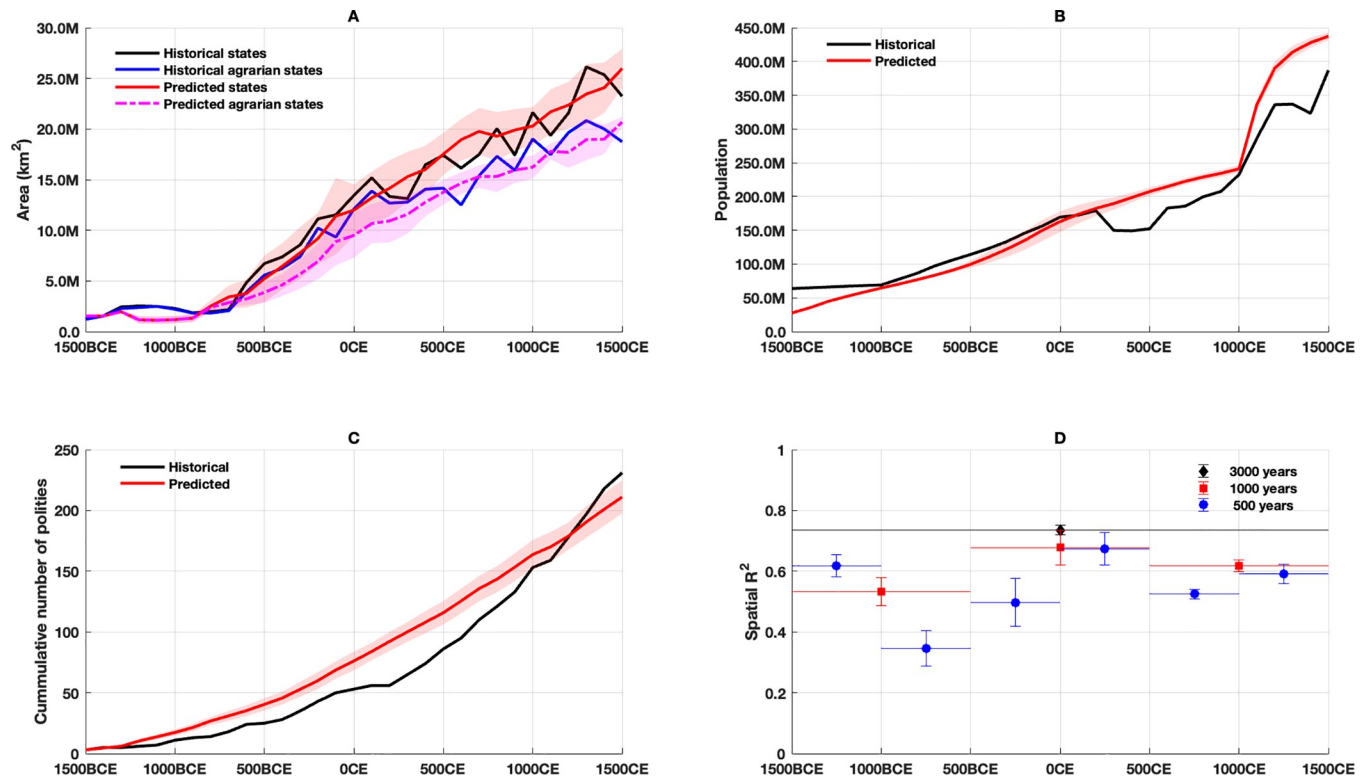 A
30.0M
25.0M
20.0M
15.0M
10.0M
5.0M
0.0
Area (km2)
Historical states
Historical agrarian states
Predicted states
Predicted agrarian states
1500BCE 1000BCE 500BCE 0CE 500CE 1000CE 1500CE
B
450.0M
400.0M
350.0M
300.0M
250.0M
200.0M
150.0M
100.0M
50.0M
0.0
Population
Historical
Predicted
1500BCE 1000BCE 500BCE 0CE 500CE 1000CE 1500CE
C
250
200
150
100
50
0
Cummulative number of polities
Historical
Predicted
1500BCE 1000BCE 500BCE 0CE 500CE 1000CE 1500CE
D
1
0.8
0.6
0.4
0.2
0
Spatial R2
3000 years
1000 years
500 years
1500BCE 1000BCE 500BCE 0CE 500CE 1000CE 1500CE